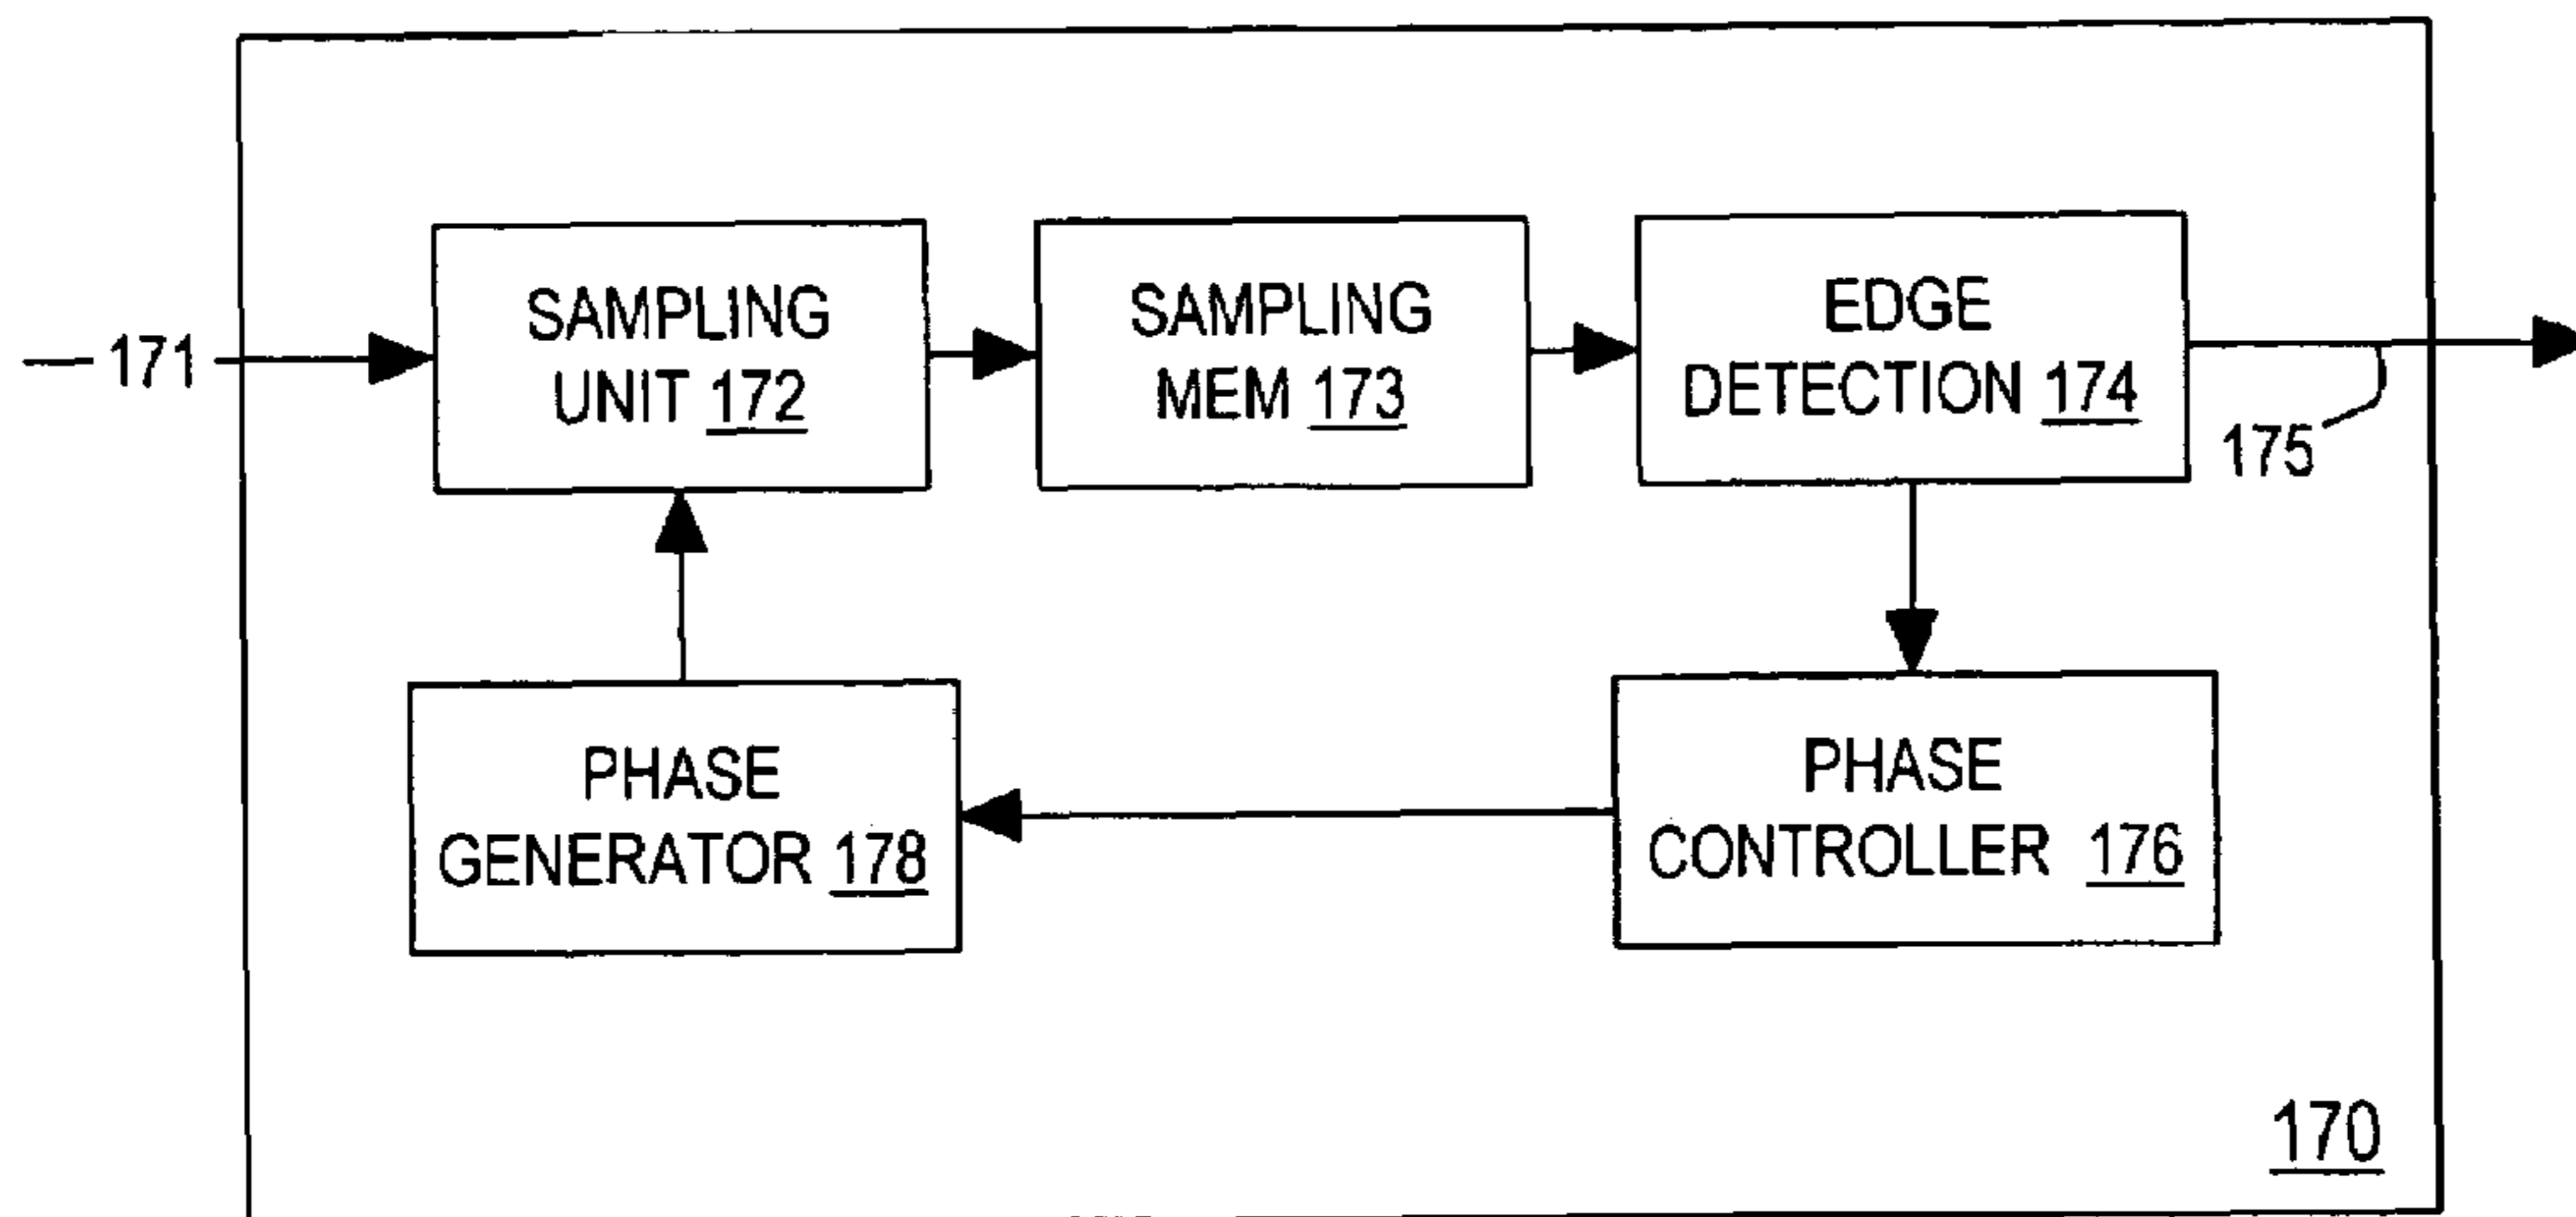 171
SAMPLING
UNIT 172
SAMPLING
MEM 173
EDGE
DETECTION 174
175
PHASE
GENERATOR 178
PHASE
CONTROLLER 176
170